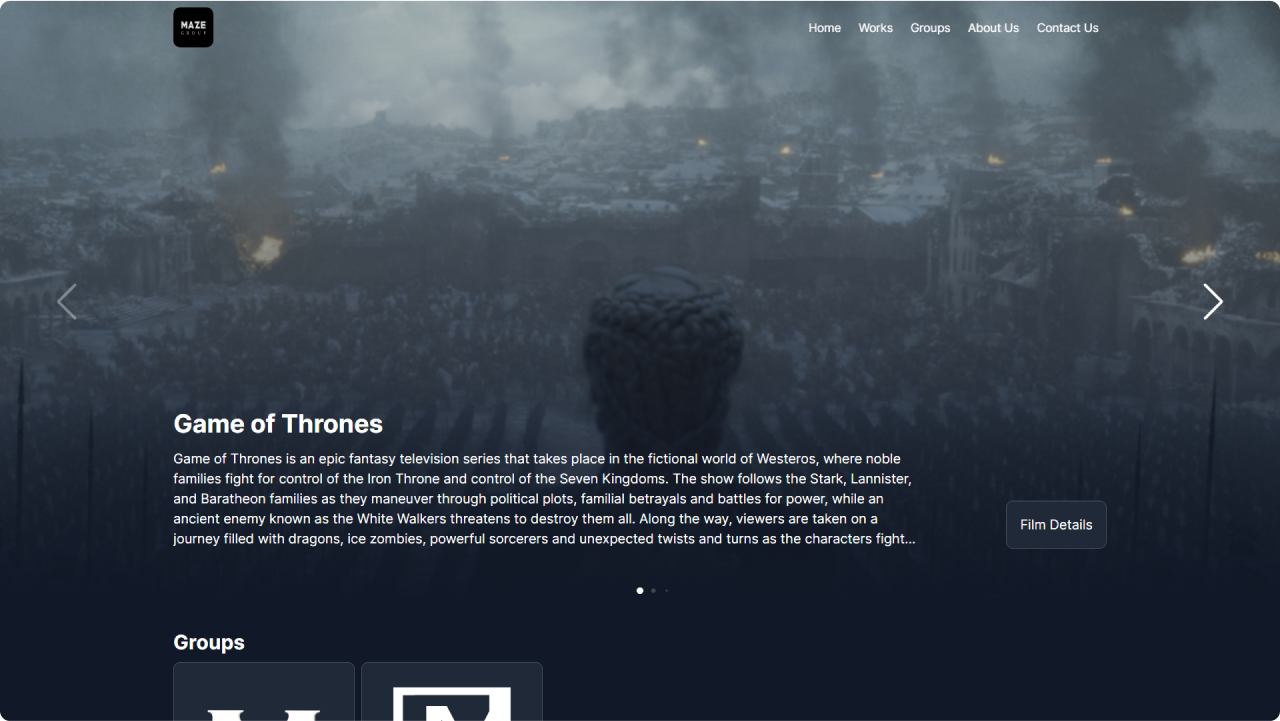 MAZE
GROUP
Home
Works
Groups
About Us
Contact Us
Game of Thrones
Game of Thrones is an epic fantasy television series that takes place in the fictional world of Westeros, where noble
families fight for control of the Iron Throne and control of the Seven Kingdoms. The show follows the Stark, Lannister,
and Baratheon families as they maneuver through political plots, familial betrayals and battles for power, while an
ancient enemy known as the White Walkers threatens to destroy them all. Along the way, viewers are taken on a
journey filled with dragons, ice zombies, powerful sorcerers and unexpected twists and turns as the characters fight...
Film Details
Groups